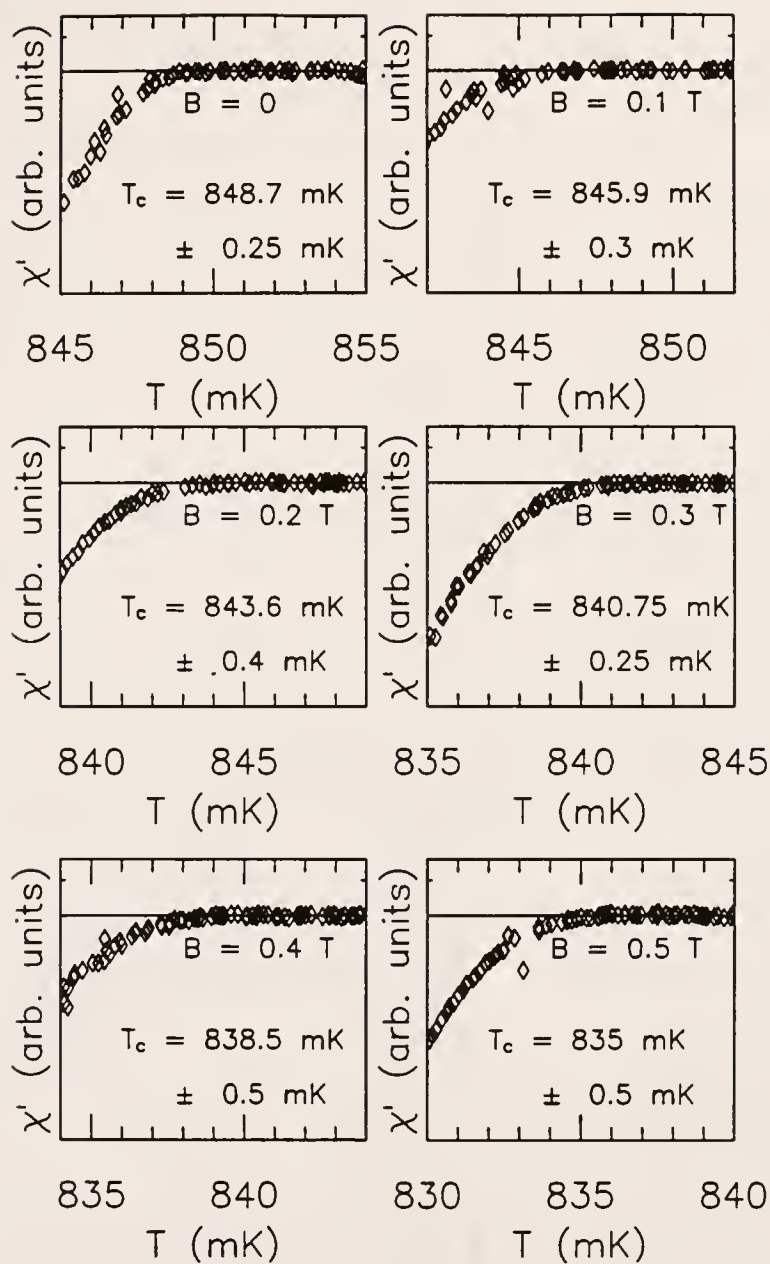 χ' (arb. units)
B = 0
T_c = 848.7 mK
± 0.25 mK
845 850 855
T (mK)
χ' (arb. units)
B = 0.1 T
T_c = 845.9 mK
± 0.3 mK
845 850
T (mK)
χ' (arb. units)
B = 0.2 T
T_c = 843.6 mK
± 0.4 mK
840 845
T (mK)
χ' (arb. units)
B = 0.3 T
T_c = 840.75 mK
± 0.25 mK
835 840 845
T (mK)
χ' (arb. units)
B = 0.4 T
T_c = 838.5 mK
± 0.5 mK
835 840
T (mK)
χ' (arb. units)
B = 0.5 T
T_c = 835 mK
± 0.5 mK
830 835 840
T (mK)